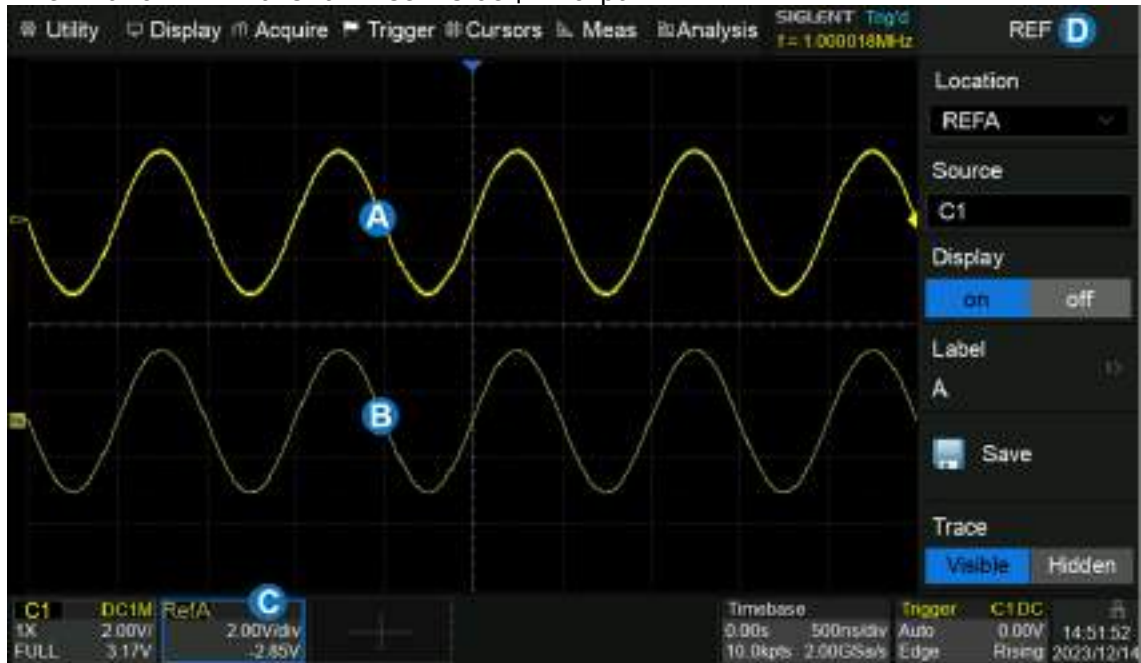 Utility Display Acquire Trigger Cursors Meas Analysis
SIGLENT Trig'd
f = 1.000018MHz
REF D
Location
REFA
Source
C1
Display
on off
Label
A
Save
Trace
Visible Hidden
A
B
C
C1 DC1M
1X 2.00V/
FULL 3.17V
RefA
2.00V/div
-2.85V
Timebase
0.00s 500ns/div
10.0kpts 2.00GSa/s
Trigger C1 DC
Auto 0.00V
Edge Rising
14:51:52
2023/12/14